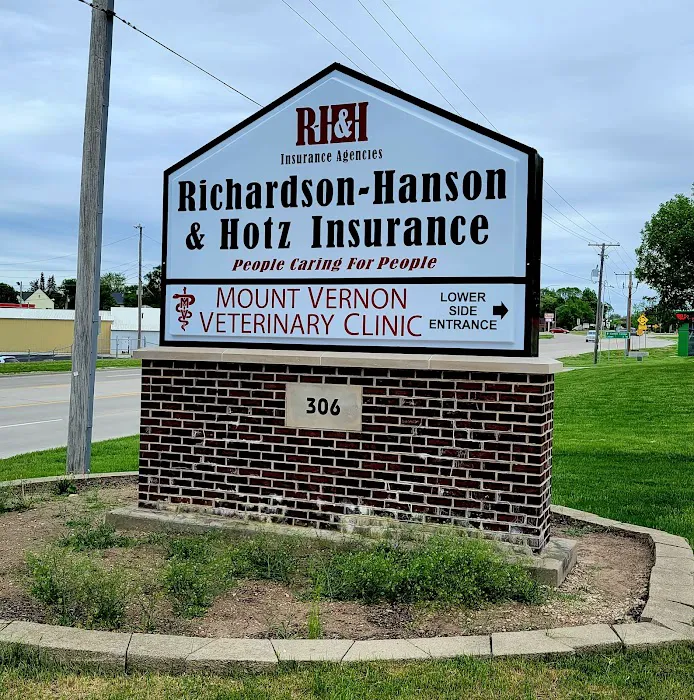 RH&H
Insurance Agencies
Richardson-Hanson
& Hotz Insurance
People Caring For People
MOUNT VERNON
VETERINARY CLINIC
LOWER
SIDE
ENTRANCE
306